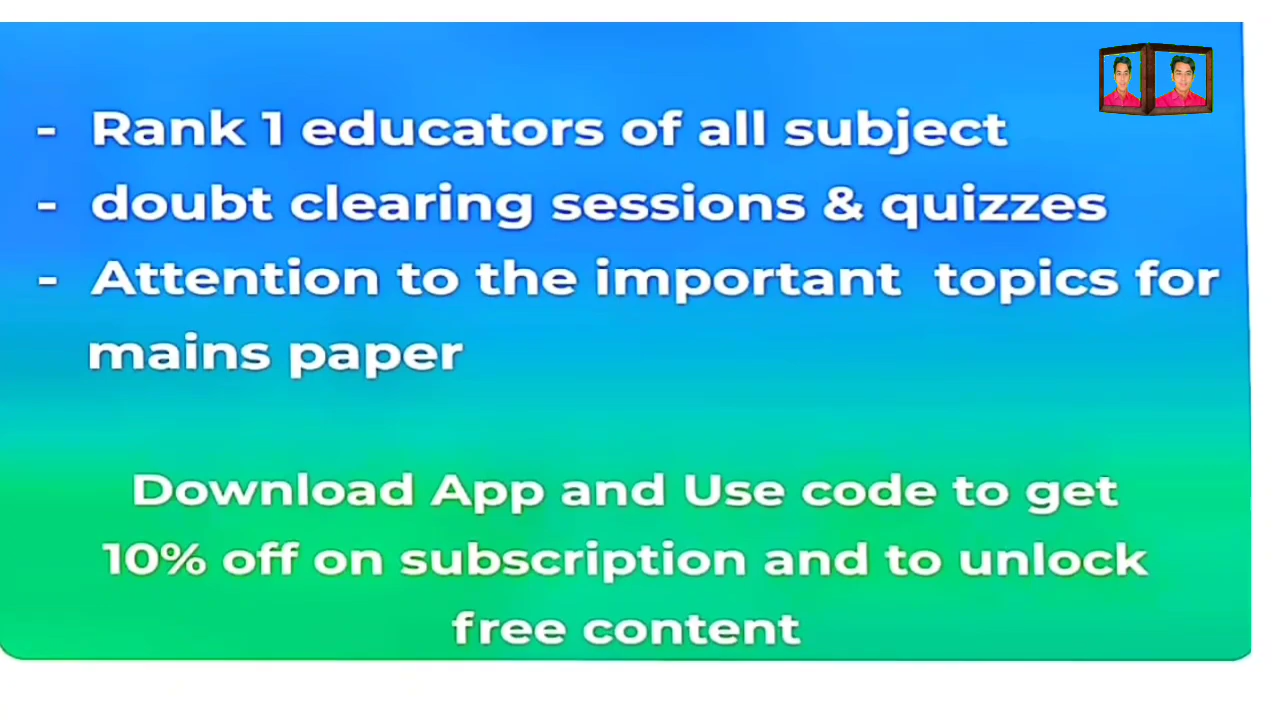 - Rank 1 educators of all subject
- doubt clearing sessions & quizzes
- Attention to the important topics for
mains paper
Download App and Use code to get
10% off on subscription and to unlock
free content